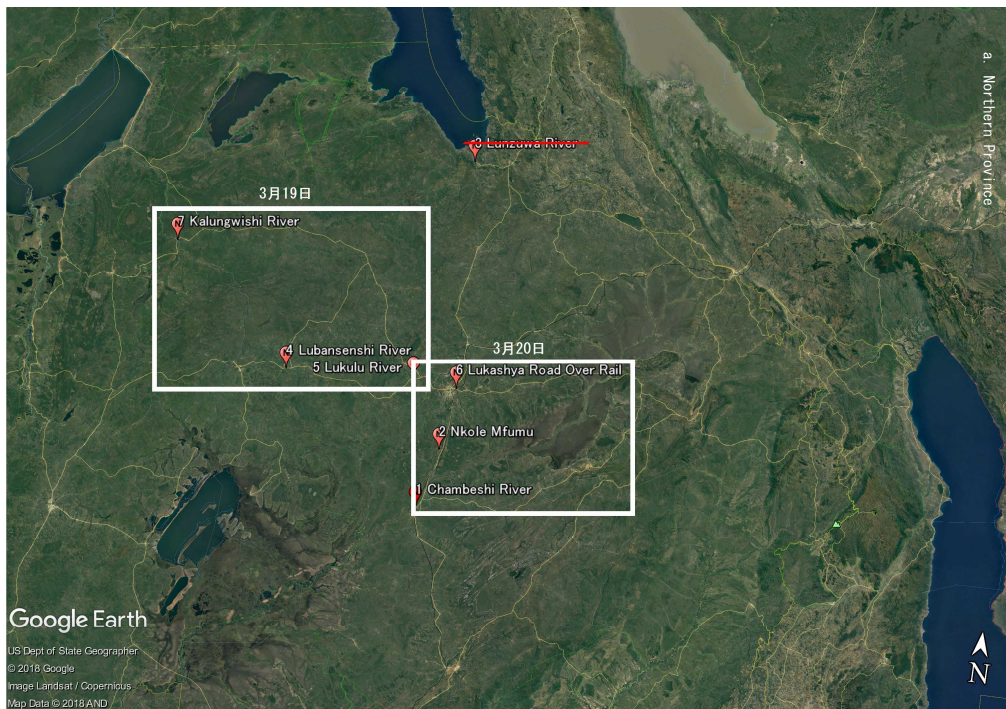 a. Northern Province
3 Lunzuwa River
3月19日
7 Kalungwishi River
4 Lubansenshi River
5 Lukulu River
3月20日
6 Lukashya Road Over Rail
2 Nkole Mfumu
1 Chambeshi River
Google Earth
US Dept of State Geographer
© 2018 Google
Image Landsat / Copernicus
Map Data © 2018 AND
N